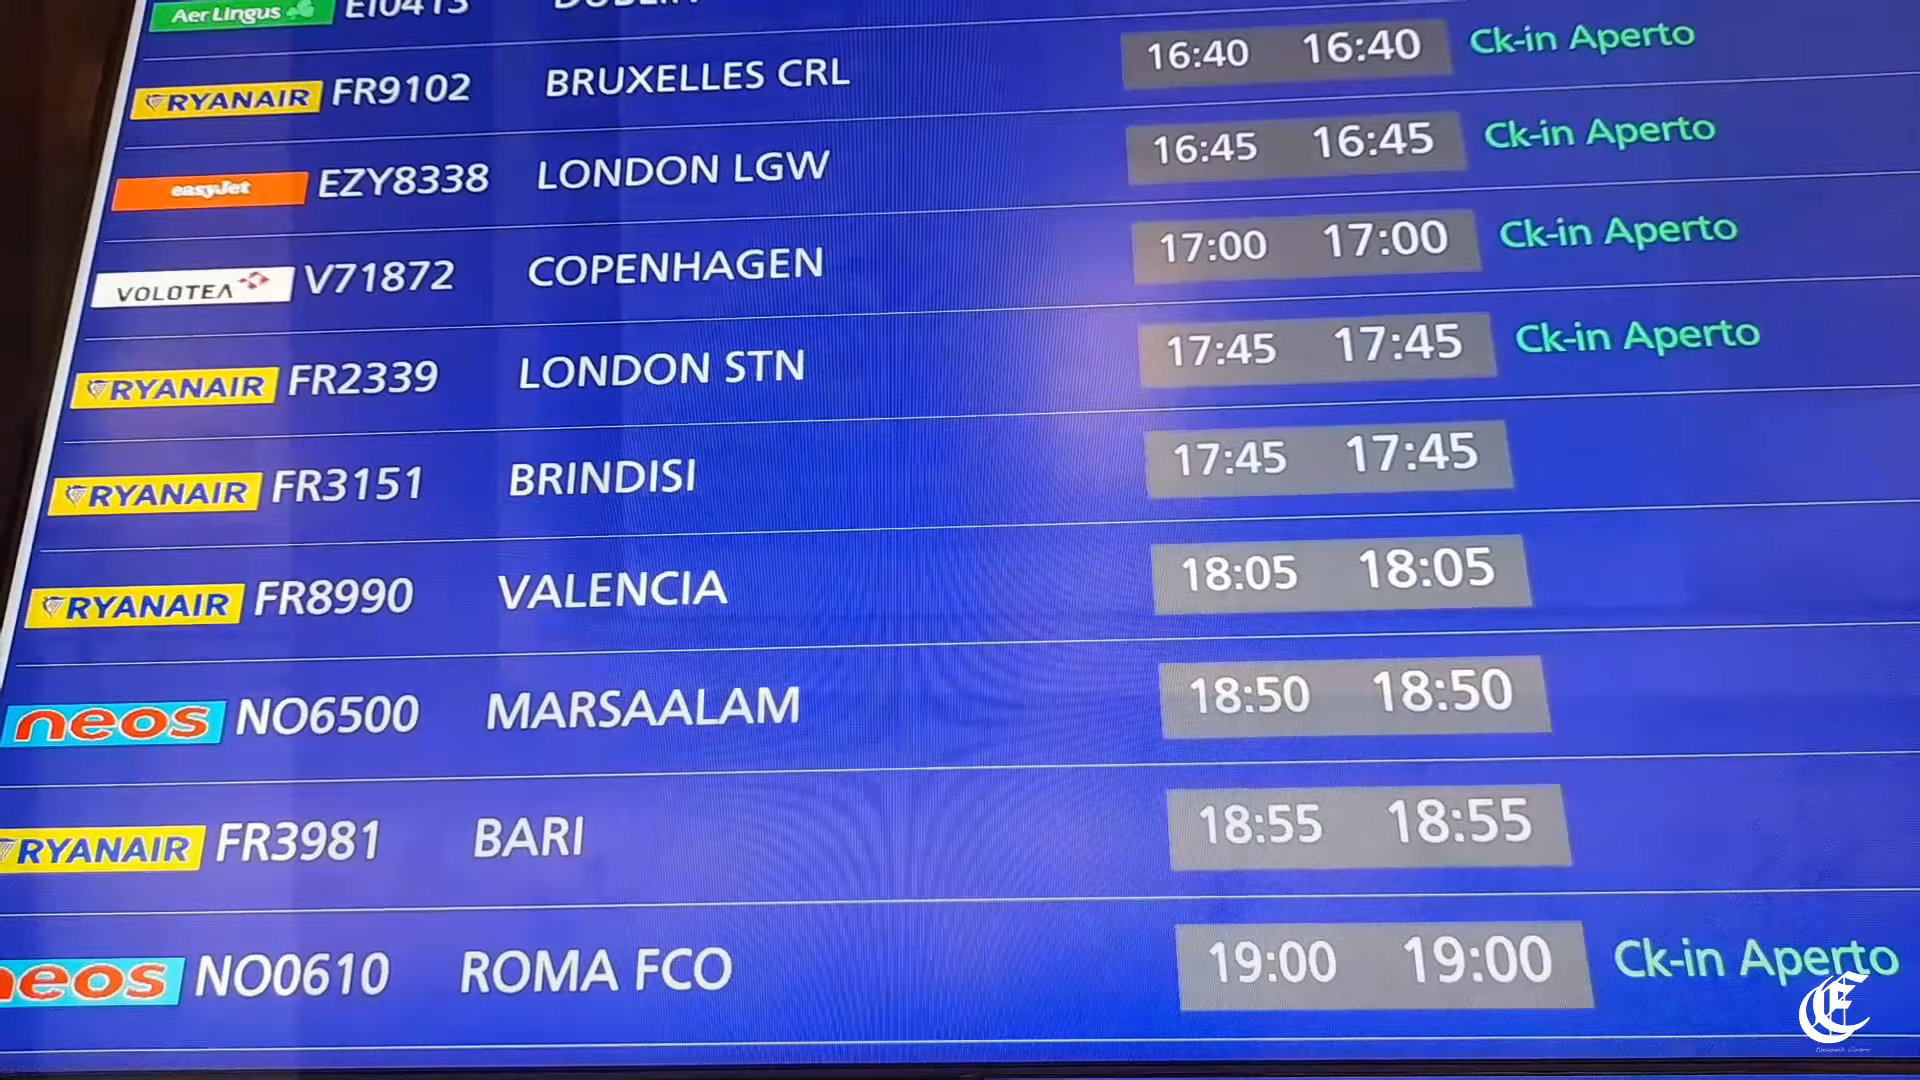 Aer Lingus EI0413 DUBLIN
RYANAIR FR9102 BRUXELLES CRL 16:40 16:40 Ck-in Aperto
easyJet EZY8338 LONDON LGW 16:45 16:45 Ck-in Aperto
VOLOTEA V71872 COPENHAGEN 17:00 17:00 Ck-in Aperto
RYANAIR FR2339 LONDON STN 17:45 17:45 Ck-in Aperto
RYANAIR FR3151 BRINDISI 17:45 17:45
RYANAIR FR8990 VALENCIA 18:05 18:05
neos NO6500 MARSAALAM 18:50 18:50
RYANAIR FR3981 BARI 18:55 18:55
neos NO0610 ROMA FCO 19:00 19:00 Ck-in Aperto